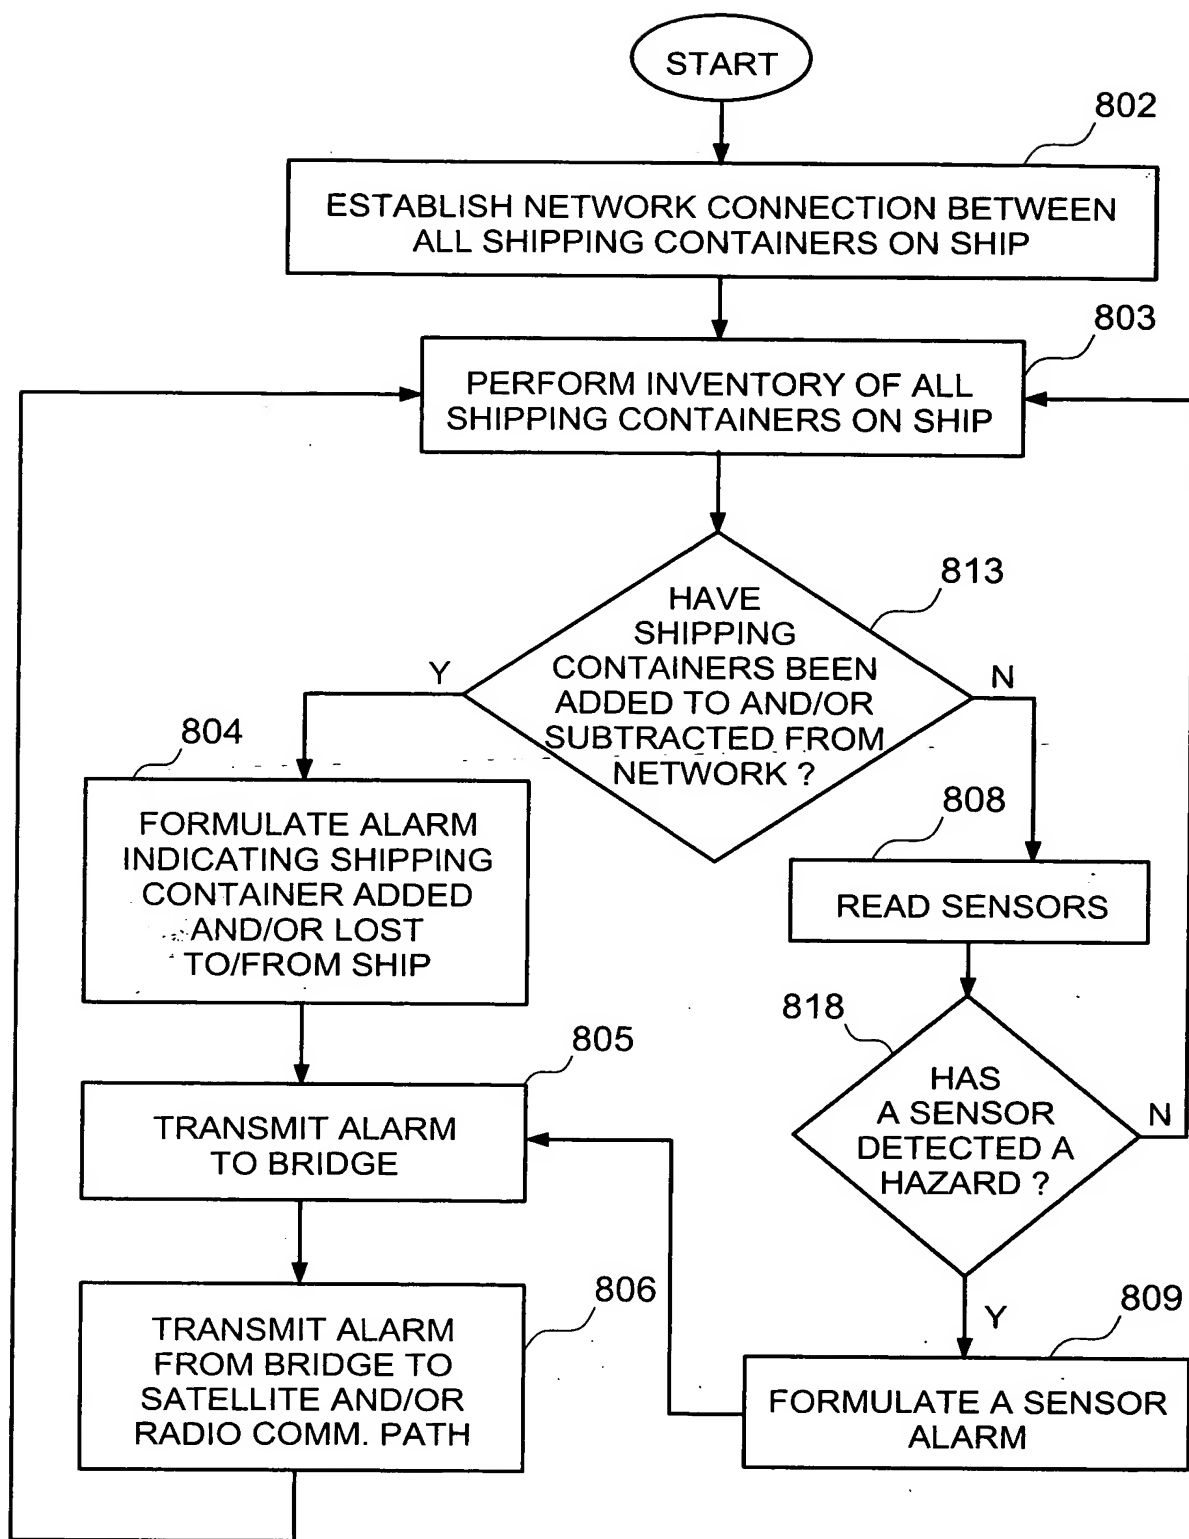 START
802
ESTABLISH NETWORK CONNECTION BETWEEN
ALL SHIPPING CONTAINERS ON SHIP
803
PERFORM INVENTORY OF ALL
SHIPPING CONTAINERS ON SHIP
813
HAVE
SHIPPING
CONTAINERS BEEN
ADDED TO AND/OR
SUBTRACTED FROM
NETWORK ?
Y
N
804
FORMULATE ALARM
INDICATING SHIPPING
CONTAINER ADDED
AND/OR LOST
TO/FROM SHIP
808
READ SENSORS
818
HAS
A SENSOR
DETECTED A
HAZARD ?
N
Y
805
TRANSMIT ALARM
TO BRIDGE
806
TRANSMIT ALARM
FROM BRIDGE TO
SATELLITE AND/OR
RADIO COMM. PATH
809
FORMULATE A SENSOR
ALARM